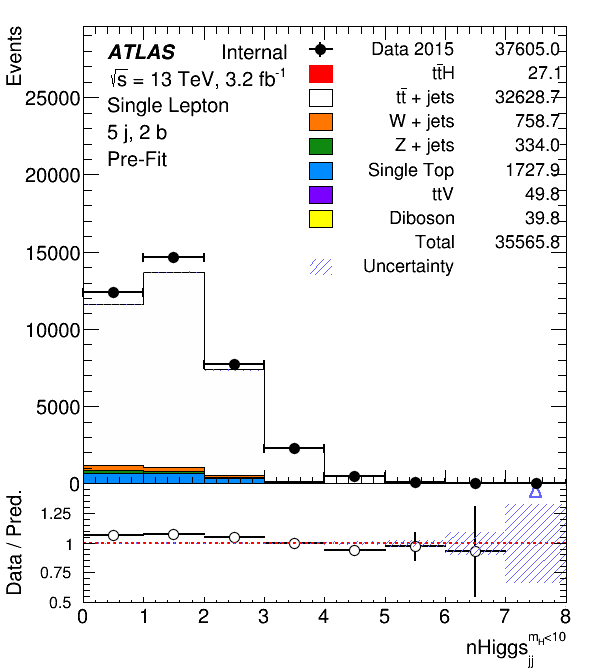 Events
ATLAS Internal
√s = 13 TeV, 3.2 fb⁻¹
Single Lepton
5 j, 2 b
Pre-Fit
Data 2015 37605.0
tt̄H 27.1
tt̄ + jets 32628.7
W + jets 758.7
Z + jets 334.0
Single Top 1727.9
ttV 49.8
Diboson 39.8
Total 35565.8
Uncertainty
25000
20000
15000
10000
5000
0
Data / Pred.
1.25
1
0.75
0.5
0 1 2 3 4 5 6 7 8
nHiggs_jj^m_H<10